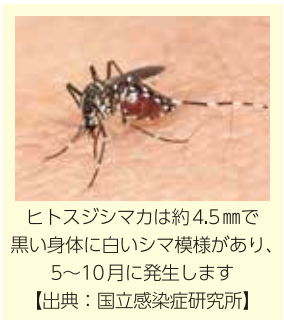 ヒトスジシマカは約4.5㎜で
黒い身体に白いシマ模様があり、
5～10月に発生します
【出典：国立感染症研究所】